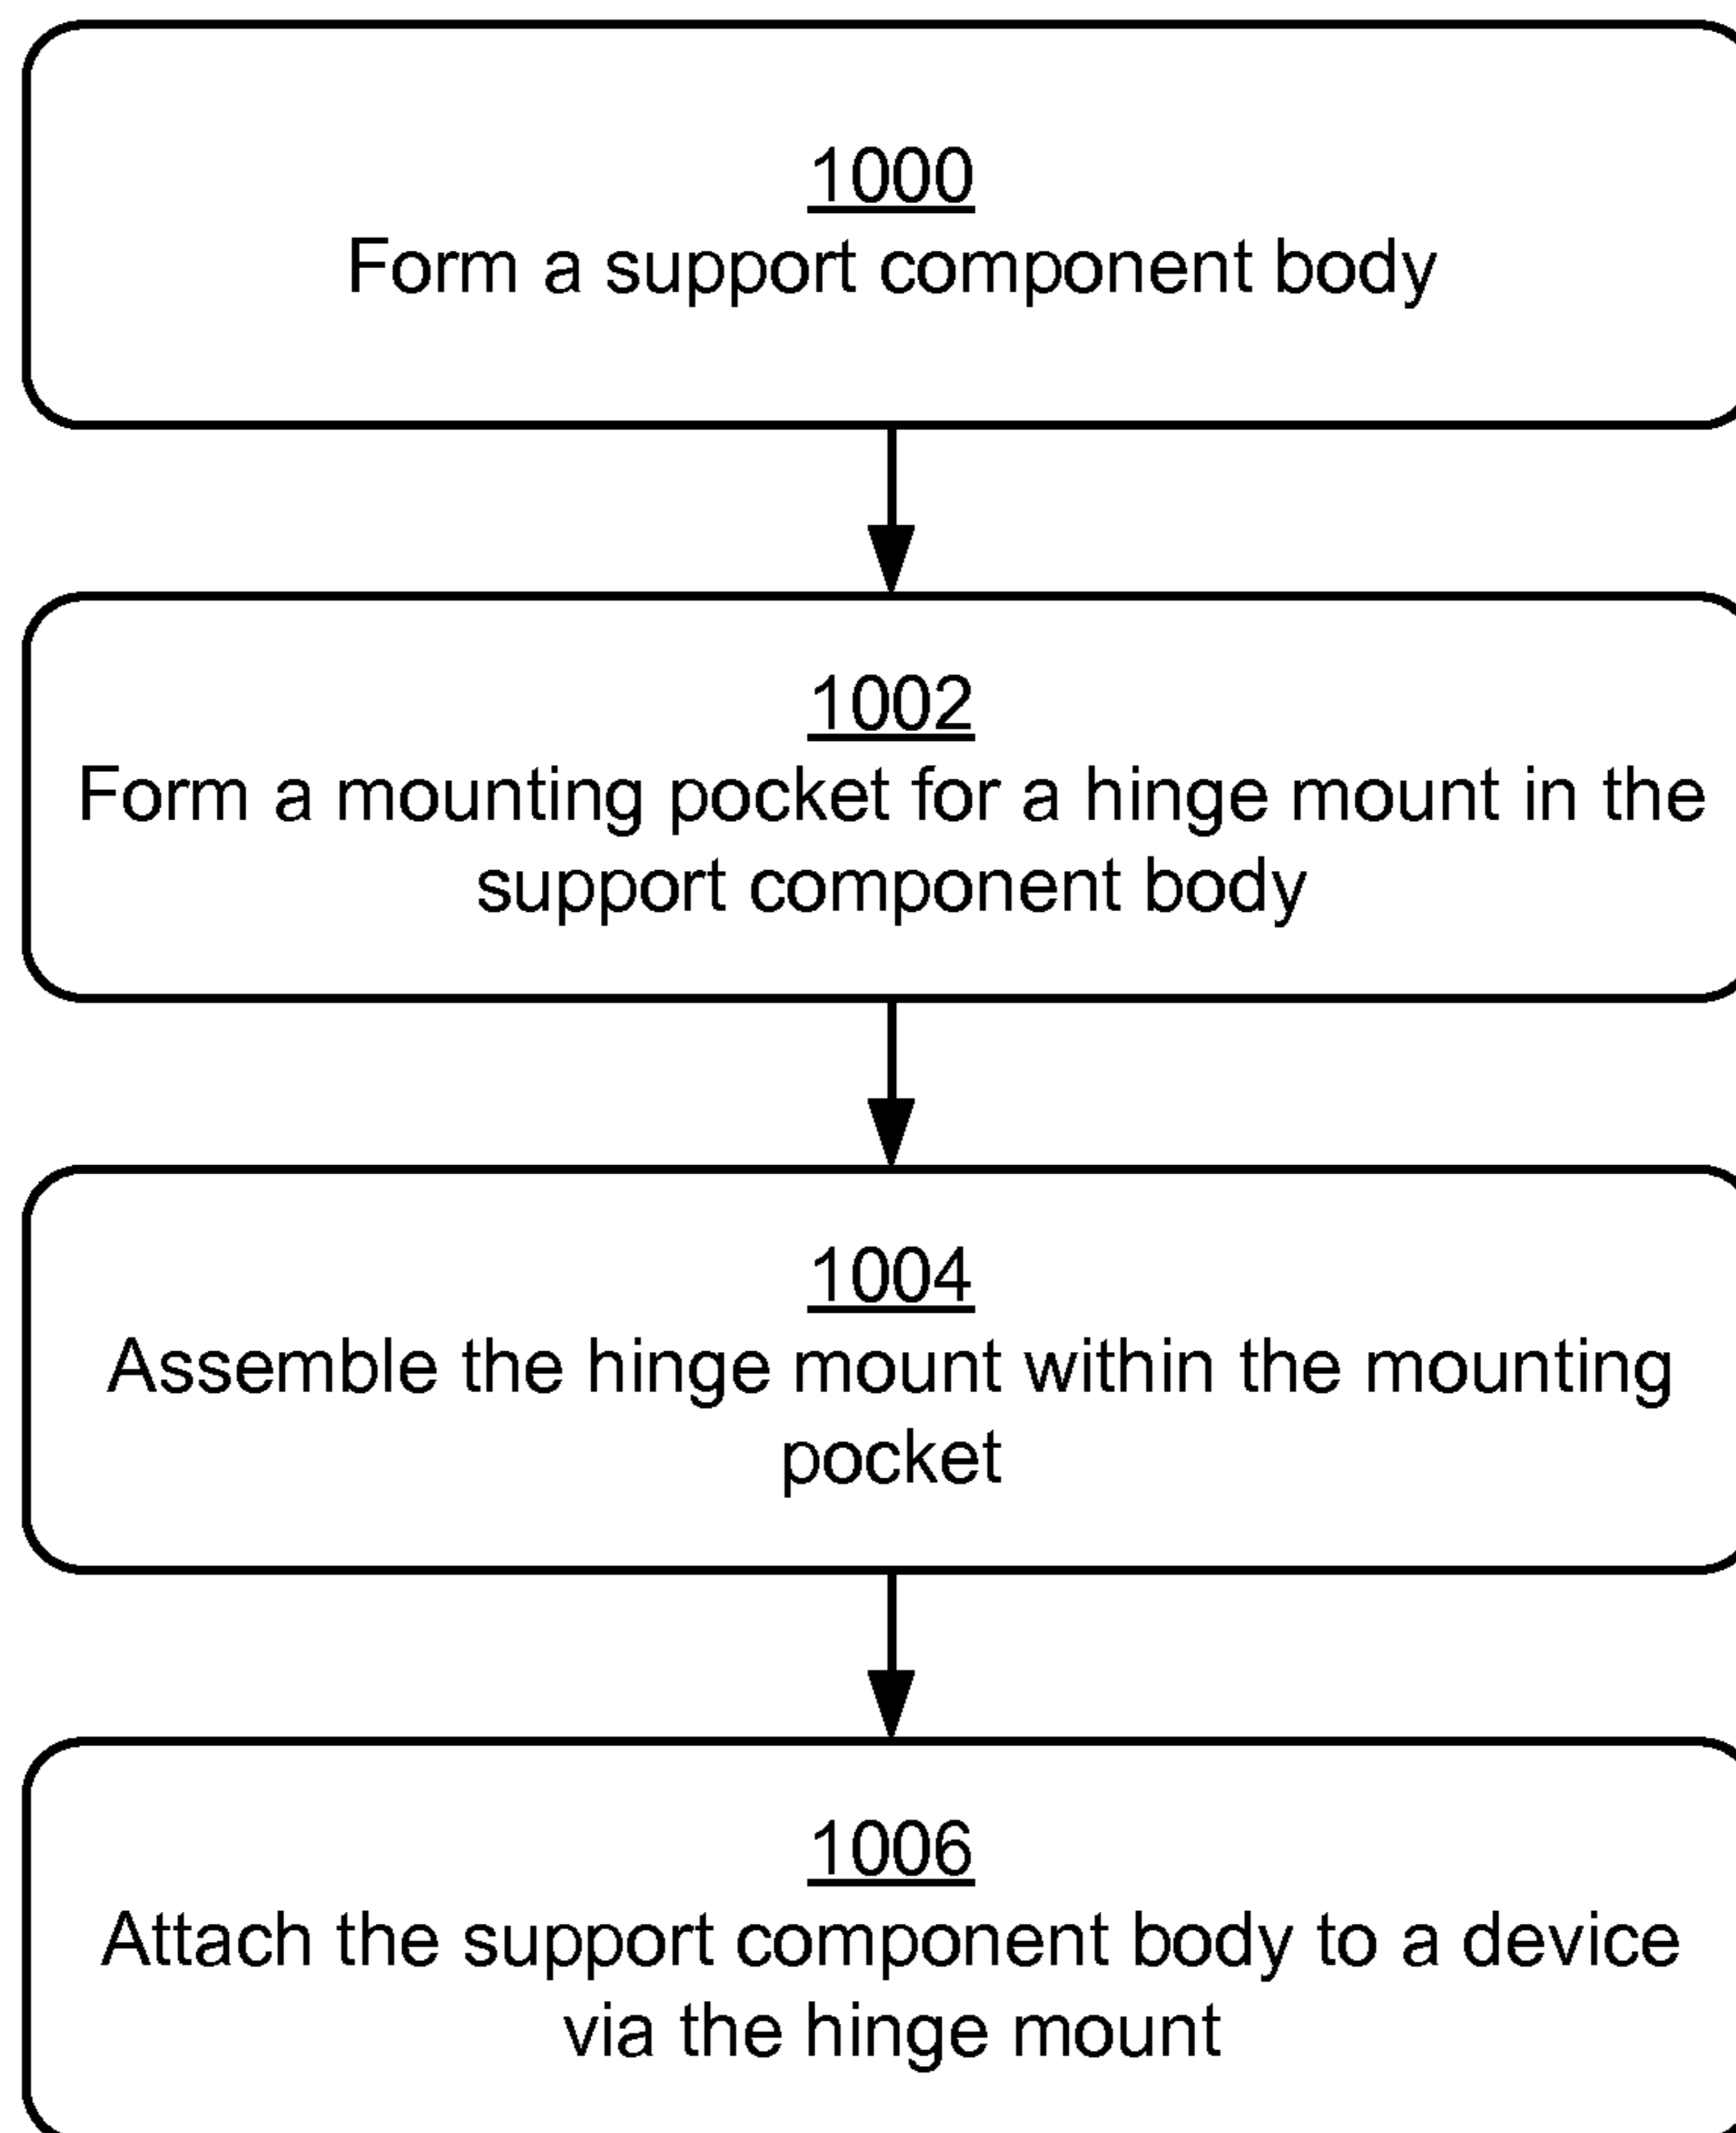 1000
Form a support component body
1002
Form a mounting pocket for a hinge mount in the
support component body
1004
Assemble the hinge mount within the mounting
pocket
1006
Attach the support component body to a device
via the hinge mount